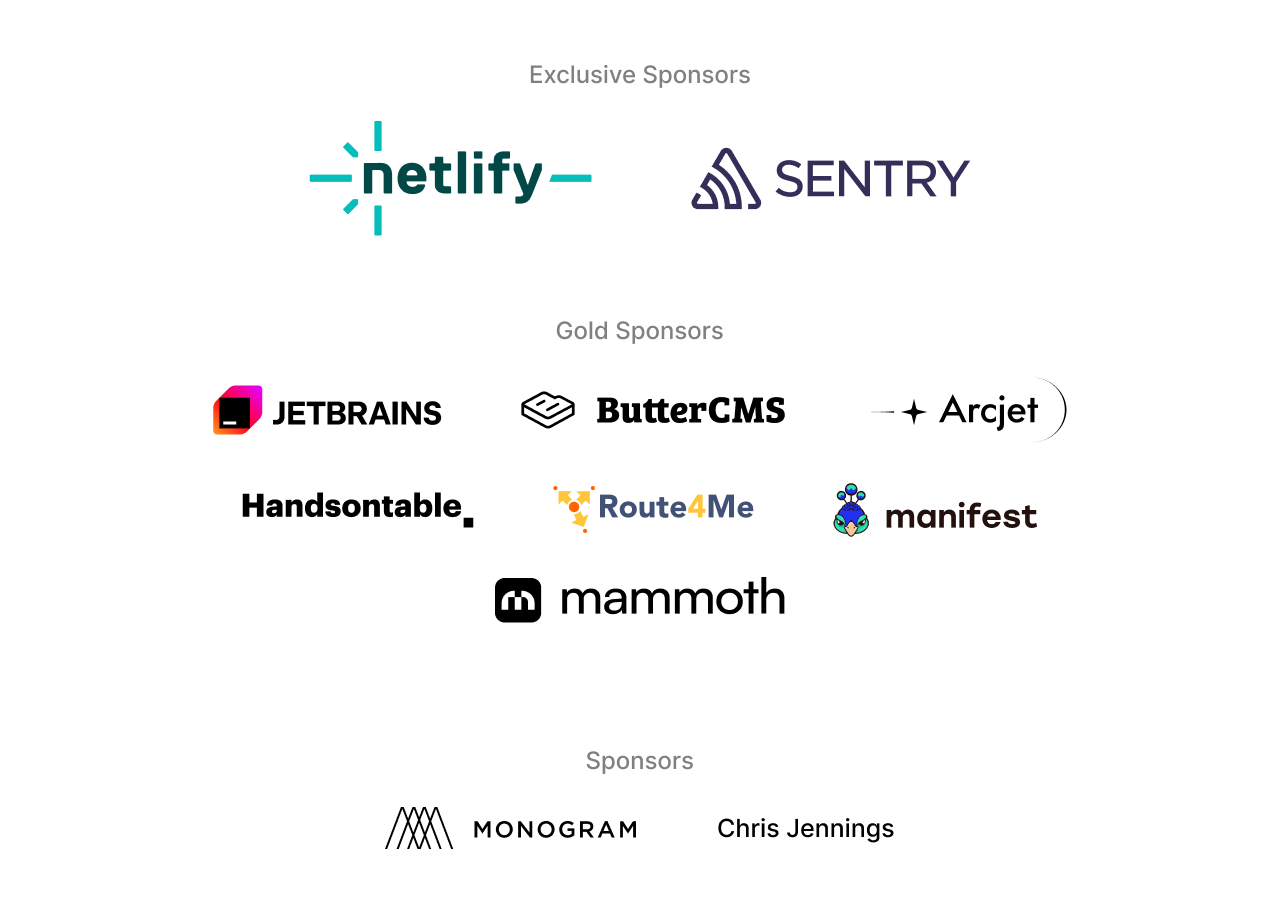 Exclusive Sponsors
netlify SENTRY
Gold Sponsors
JETBRAINS ButterCMS Arcjet
Handsontable. Route4Me manifest
mammoth
Sponsors
MONOGRAM Chris Jennings